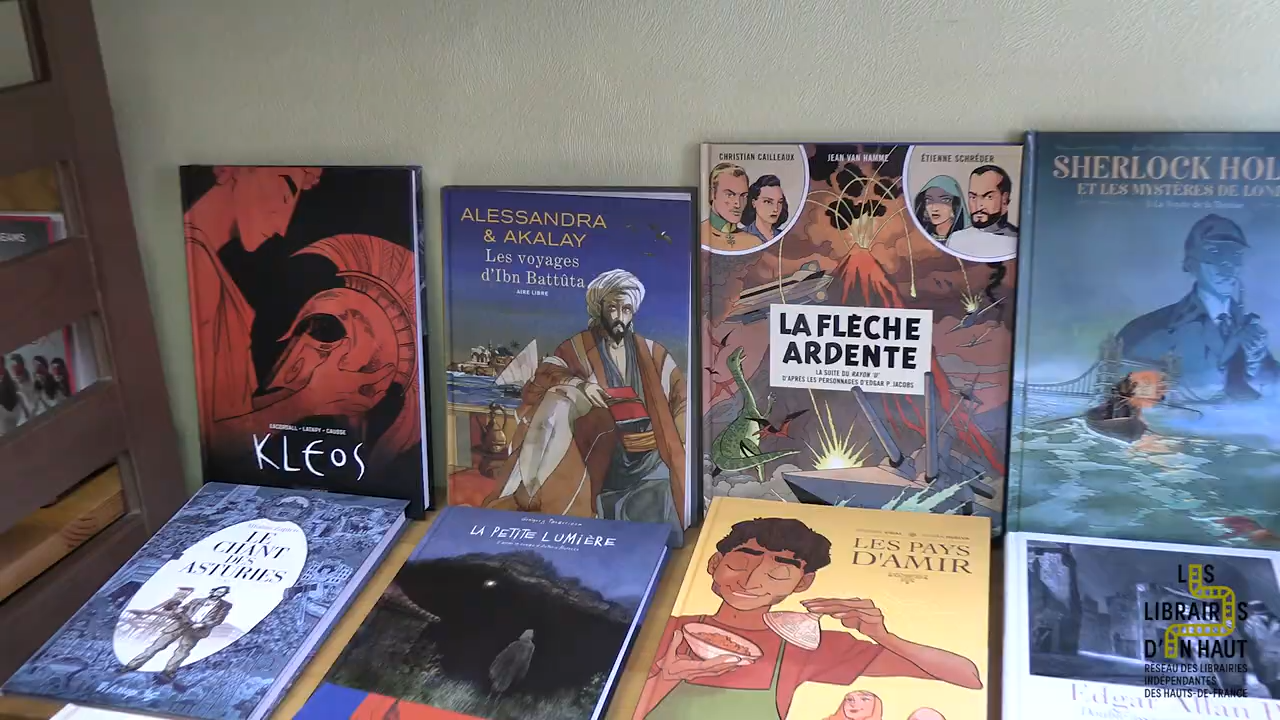 KLEOS
ALESSANDRA
& AKALAY
Les voyages
d'Ibn Battûta
AIRE LIBRE
CHRISTIAN CAILLEAUX
JEAN VAN HAMME
ÉTIENNE SCHRÉDER
LA FLÈCHE
ARDENTE
LA SUITE DU RAYON 'U'
D'APRÈS LES PERSONNAGES D'EDGAR P. JACOBS
SHERLOCK HOL
ET LES MYSTÈRES DE LON
LE
CHANT
DES
ASTURIES
LA PETITE LUMIÈRE
LES PAYS
D'AMIR
Edgar Allan P
LES
LIBRAIRES
D'EN HAUT
RÉSEAU DES LIBRAIRIES
INDÉPENDANTES
DES HAUTS-DE-FRANCE